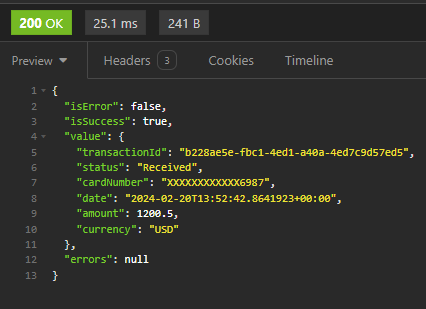 200 OK 25.1 ms 241 B
Preview Headers 3 Cookies Timeline
1 {
2 "isError": false,
3 "isSuccess": true,
4 "value": {
5 "transactionId": "b228ae5e-fbc1-4ed1-a40a-4ed7c9d57ed5",
6 "status": "Received",
7 "cardNumber": "XXXXXXXXXXXX6987",
8 "date": "2024-02-20T13:52:42.8641923+00:00",
9 "amount": 1200.5,
10 "currency": "USD"
11 },
12 "errors": null
13 }